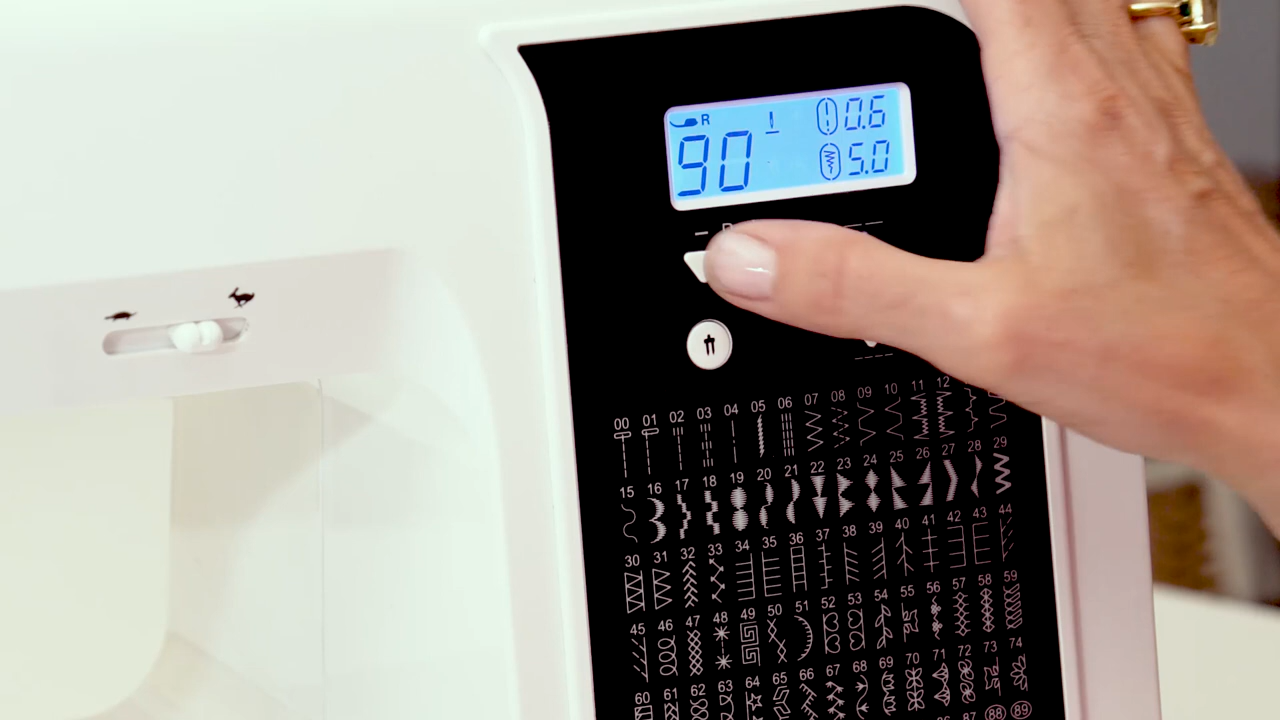 R
90
0.6
5.0
00 01 02 03 04 05 06 07 08 09 10 11 12
15 16 17 18 19 20 21 22 23 24 25 26 27 28 29
30 31 32 33 34 35 36 37 38 39 40 41 42 43 44
45 46 47 48 49 50 51 52 53 54 55 56 57 58 59
60 61 62 63 64 65 66 67 68 69 70 71 72 73 74
86 87 88 89